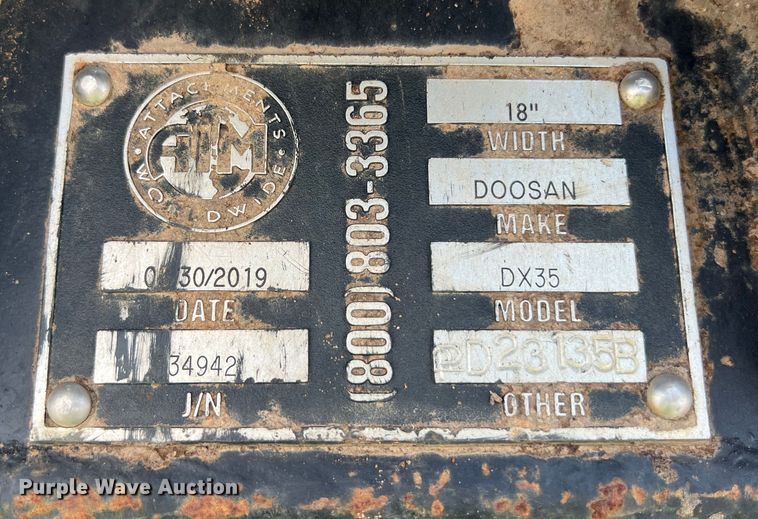 ATTACHMENTS
WORLDWIDE
18"
WIDTH
DOOSAN
MAKE
(800) 803-3365
/30/2019
DATE
DX35
MODEL
34942
J/N
D23135B
OTHER
Purple Wave Auction